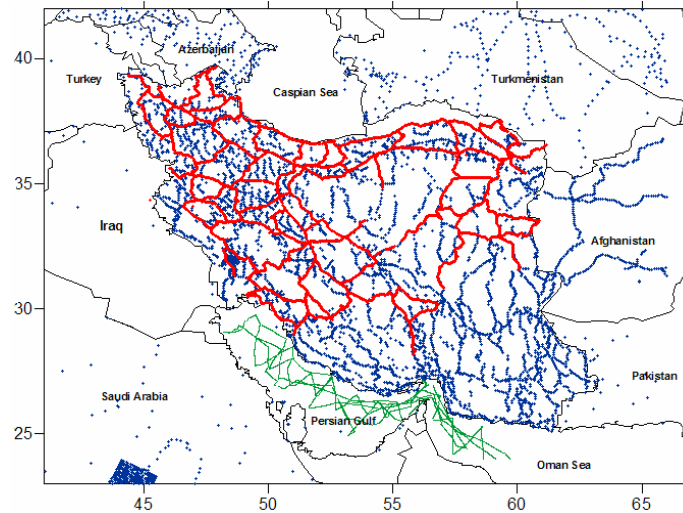 40
Azerbaijan
Turkey
Turkmenistan
Caspian Sea
35
Iraq
Afghanistan
30
Pakistan
Saudi Arabia
25
Persian Gulf
Oman Sea
45
50
55
60
65